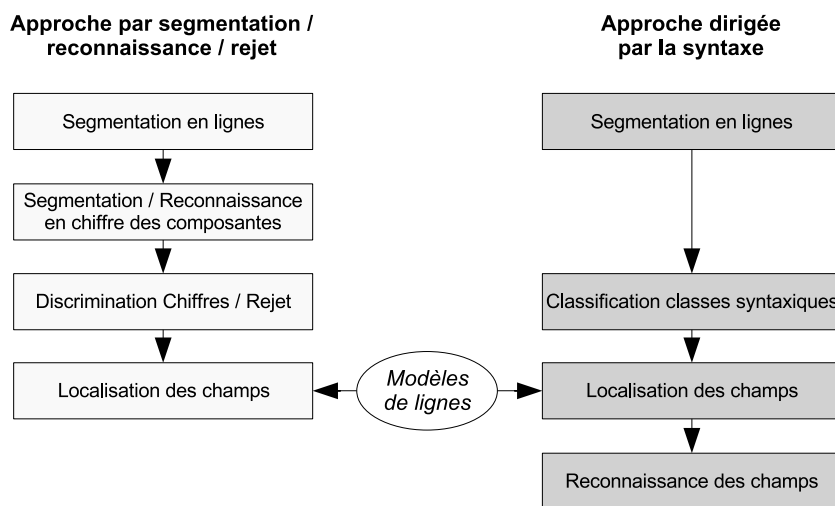 Approche par segmentation /
reconnaissance / rejet
Segmentation en lignes
Segmentation / Reconnaissance
en chiffre des composantes
Discrimination Chiffres / Rejet
Localisation des champs
Modèles
de lignes
Approche dirigée
par la syntaxe
Segmentation en lignes
Classification classes syntaxiques
Localisation des champs
Reconnaissance des champs